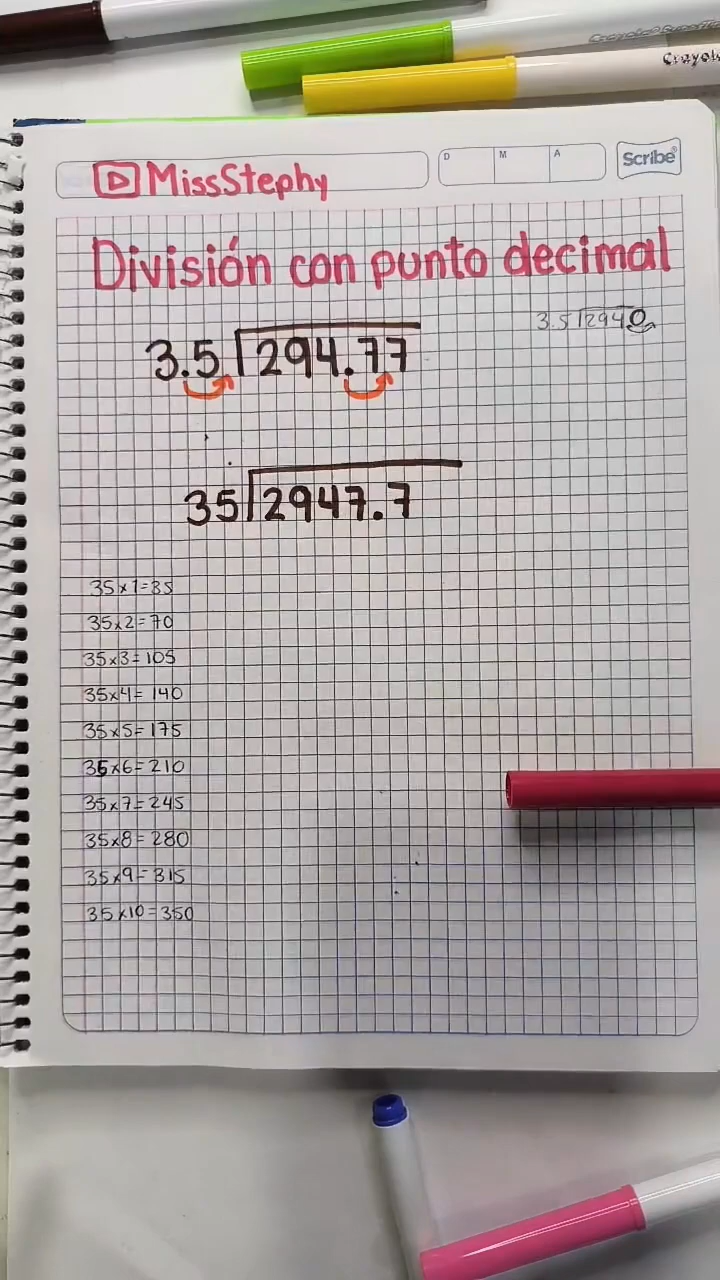 Crayola
MissStephy
D M A
Scribe
División con punto decimal
3.5 294.77
3.5 2940
35 2947.7
35x1=35
35x2=70
35x3=105
35x4=140
35x5=175
35x6=210
35x7=245
35x8=280
35x9=315
35x10=350